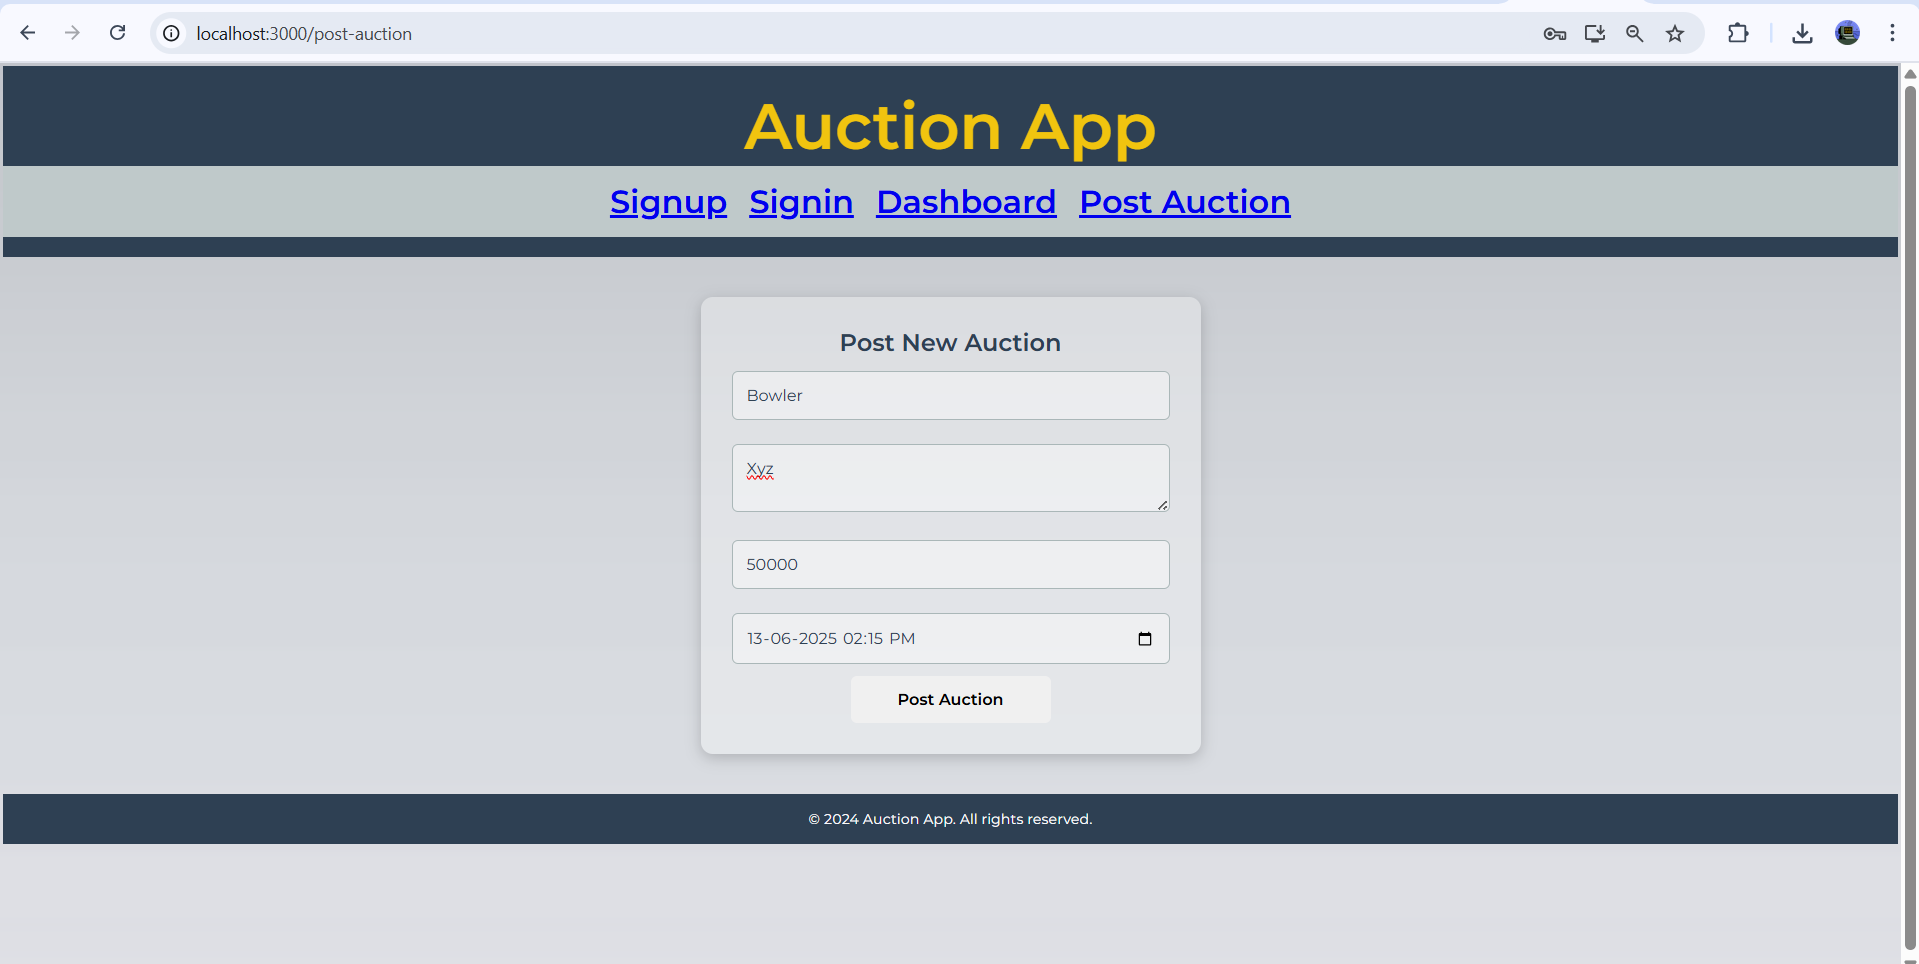 localhost:3000/post-auction
Auction App
Signup Signin Dashboard Post Auction
Post New Auction
Bowler
Xyz
50000
13-06-2025 02:15 PM
Post Auction
© 2024 Auction App. All rights reserved.